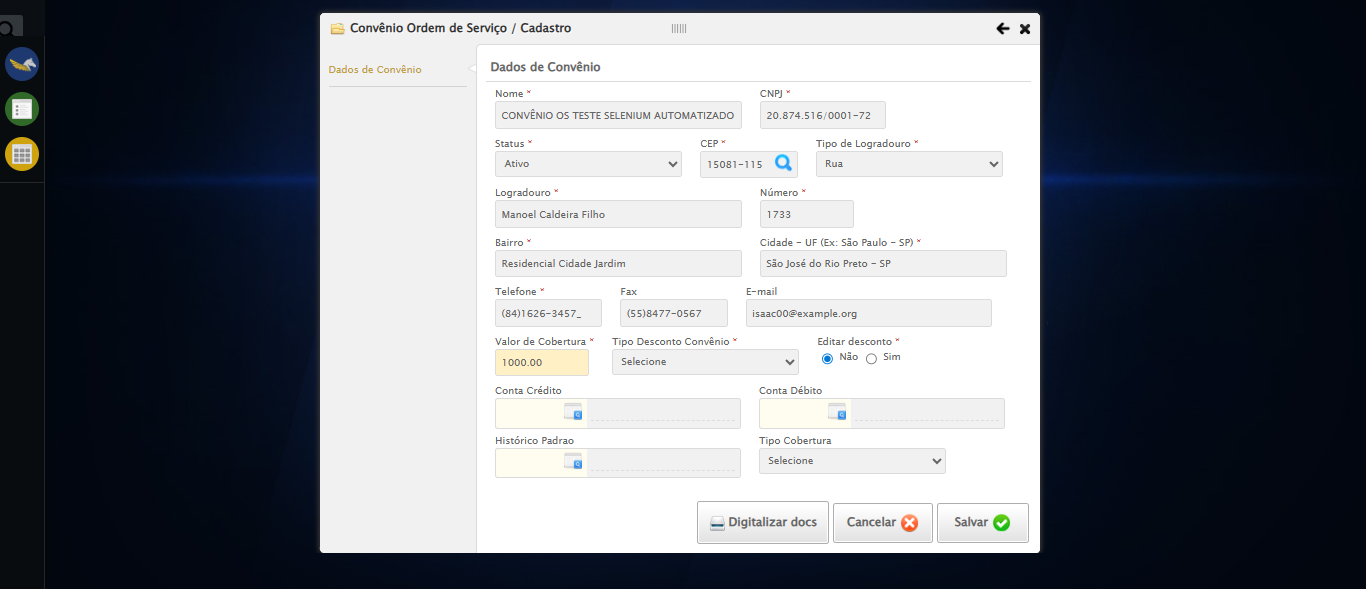 Convênio Ordem de Serviço / Cadastro
Dados de Convênio
Dados de Convênio
Nome * CNPJ *
CONVÊNIO OS TESTE SELENIUM AUTOMATIZADO 20.874.516/0001-72
Status * CEP * Tipo de Logradouro *
Ativo 15081-115 Rua
Logradouro * Número *
Manoel Caldeira Filho 1733
Bairro * Cidade - UF (Ex: São Paulo - SP) *
Residencial Cidade Jardim São José do Rio Preto - SP
Telefone * Fax E-mail
(84)1626-3457_ (55)8477-0567 isaac00@example.org
Valor de Cobertura * Tipo Desconto Convênio * Editar desconto *
1000.00 Selecione Não Sim
Conta Crédito Conta Débito
Histórico Padrao Tipo Cobertura
Selecione
Digitalizar docs Cancelar Salvar